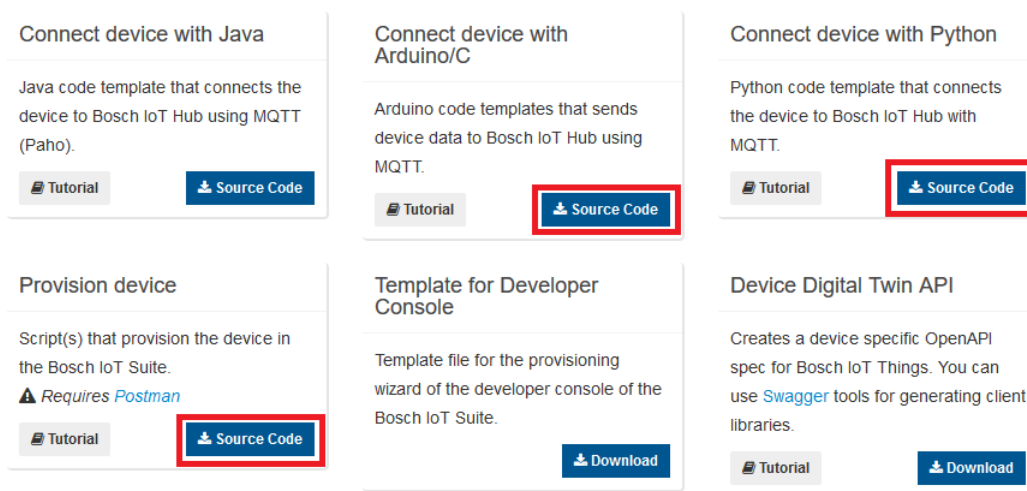 Connect device with Java
Java code template that connects the
device to Bosch IoT Hub using MQTT
(Paho).
Tutorial
Source Code
Connect device with
Arduino/C
Arduino code templates that sends
device data to Bosch IoT Hub using
MQTT.
Tutorial
Source Code
Connect device with Python
Python code template that connects
the device to Bosch IoT Hub with
MQTT.
Tutorial
Source Code
Provision device
Script(s) that provision the device in
the Bosch IoT Suite.
Requires Postman
Tutorial
Source Code
Template for Developer
Console
Template file for the provisioning
wizard of the developer console of the
Bosch IoT Suite.
Download
Device Digital Twin API
Creates a device specific OpenAPI
spec for Bosch IoT Things. You can
use Swagger tools for generating client
libraries.
Tutorial
Download